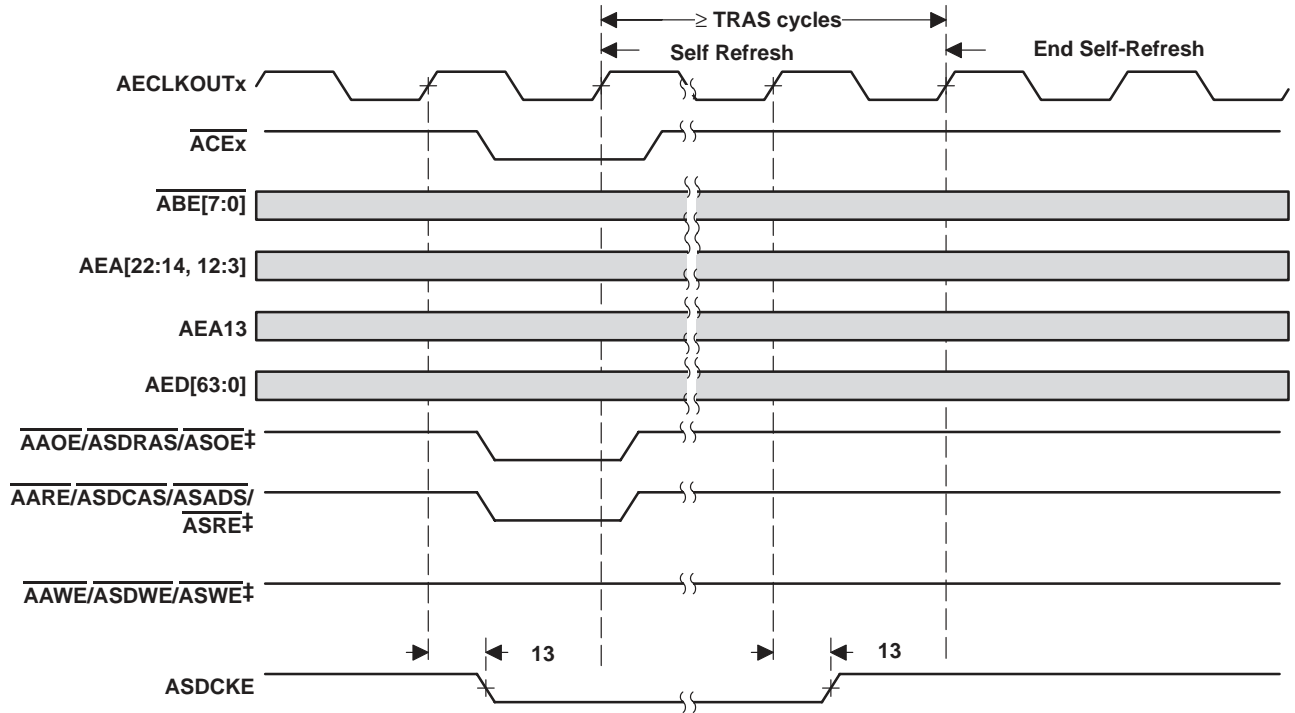 ≥ TRAS cycles
Self Refresh
End Self-Refresh
AECLKOUTx
ACEx
ABE[7:0]
AEA[22:14, 12:3]
AEA13
AED[63:0]
AAOE/ASDRAS/ASOE‡
AARE/ASDCAS/ASADS/
ASRE‡
AAWE/ASDWE/ASWE‡
13
13
ASDCKE